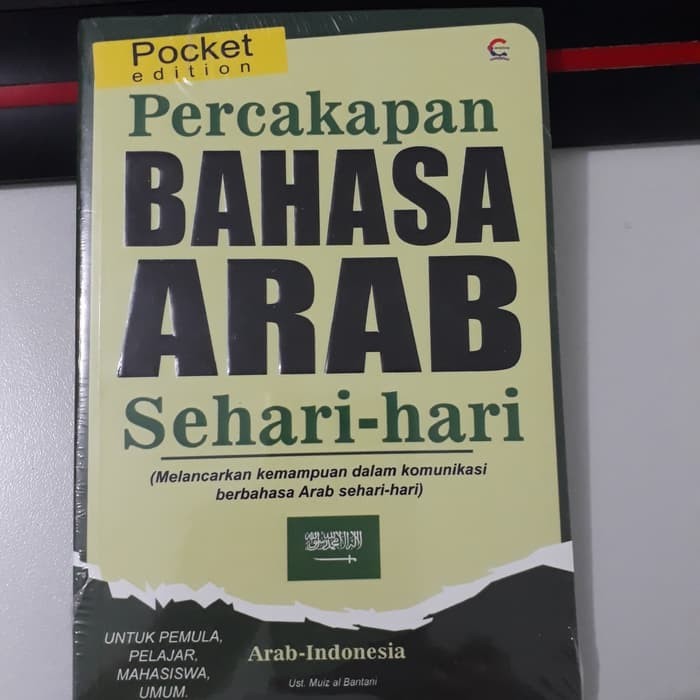 Pocket
edition
Percakapan
BAHASA
ARAB
Sehari-hari
(Melancarkan kemampuan dalam komunikasi
berbahasa Arab sehari-hari)
UNTUK PEMULA,
PELAJAR,
MAHASISWA,
UMUM.
Arab-Indonesia
Ust. Muiz al Bantani